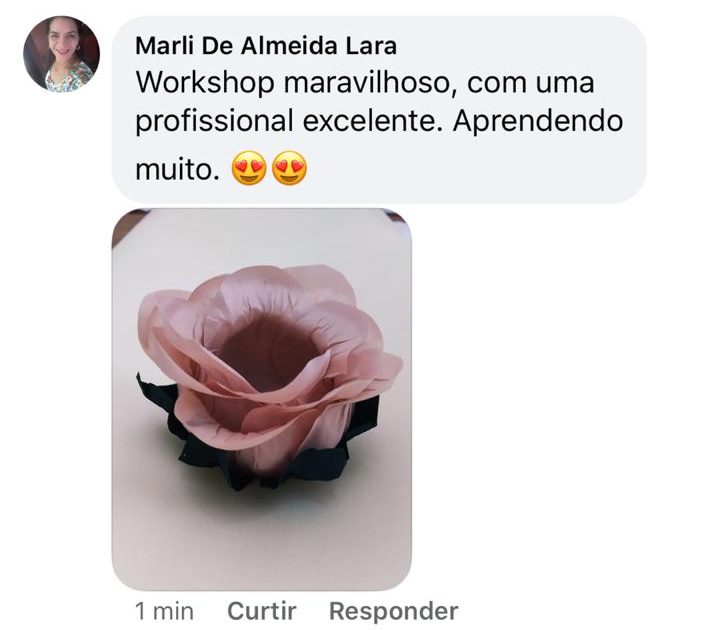 Marli De Almeida Lara
Workshop maravilhoso, com uma
profissional excelente. Aprendendo
muito. 😍😍
1 min Curtir Responder